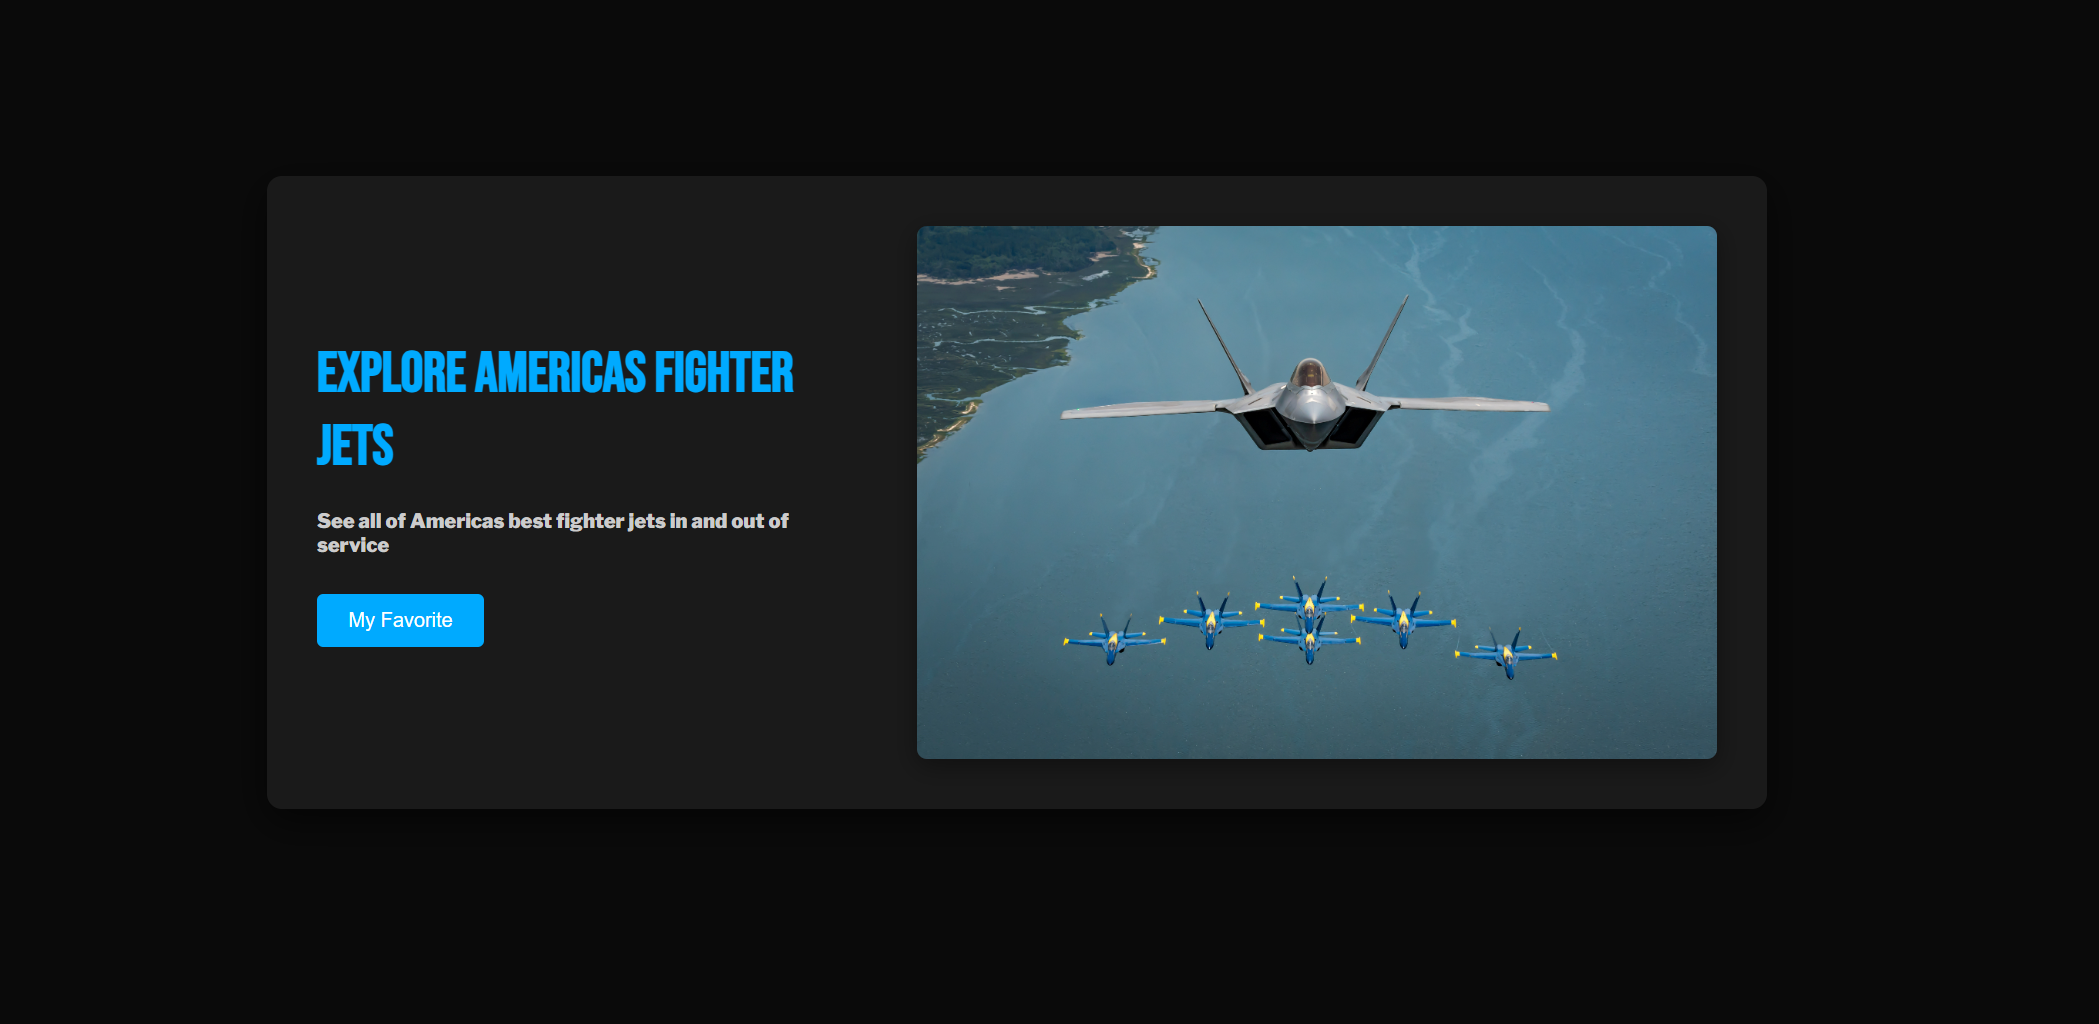 EXPLORE AMERICAS FIGHTER
JETS
See all of Americas best fighter jets in and out of
service
My Favorite